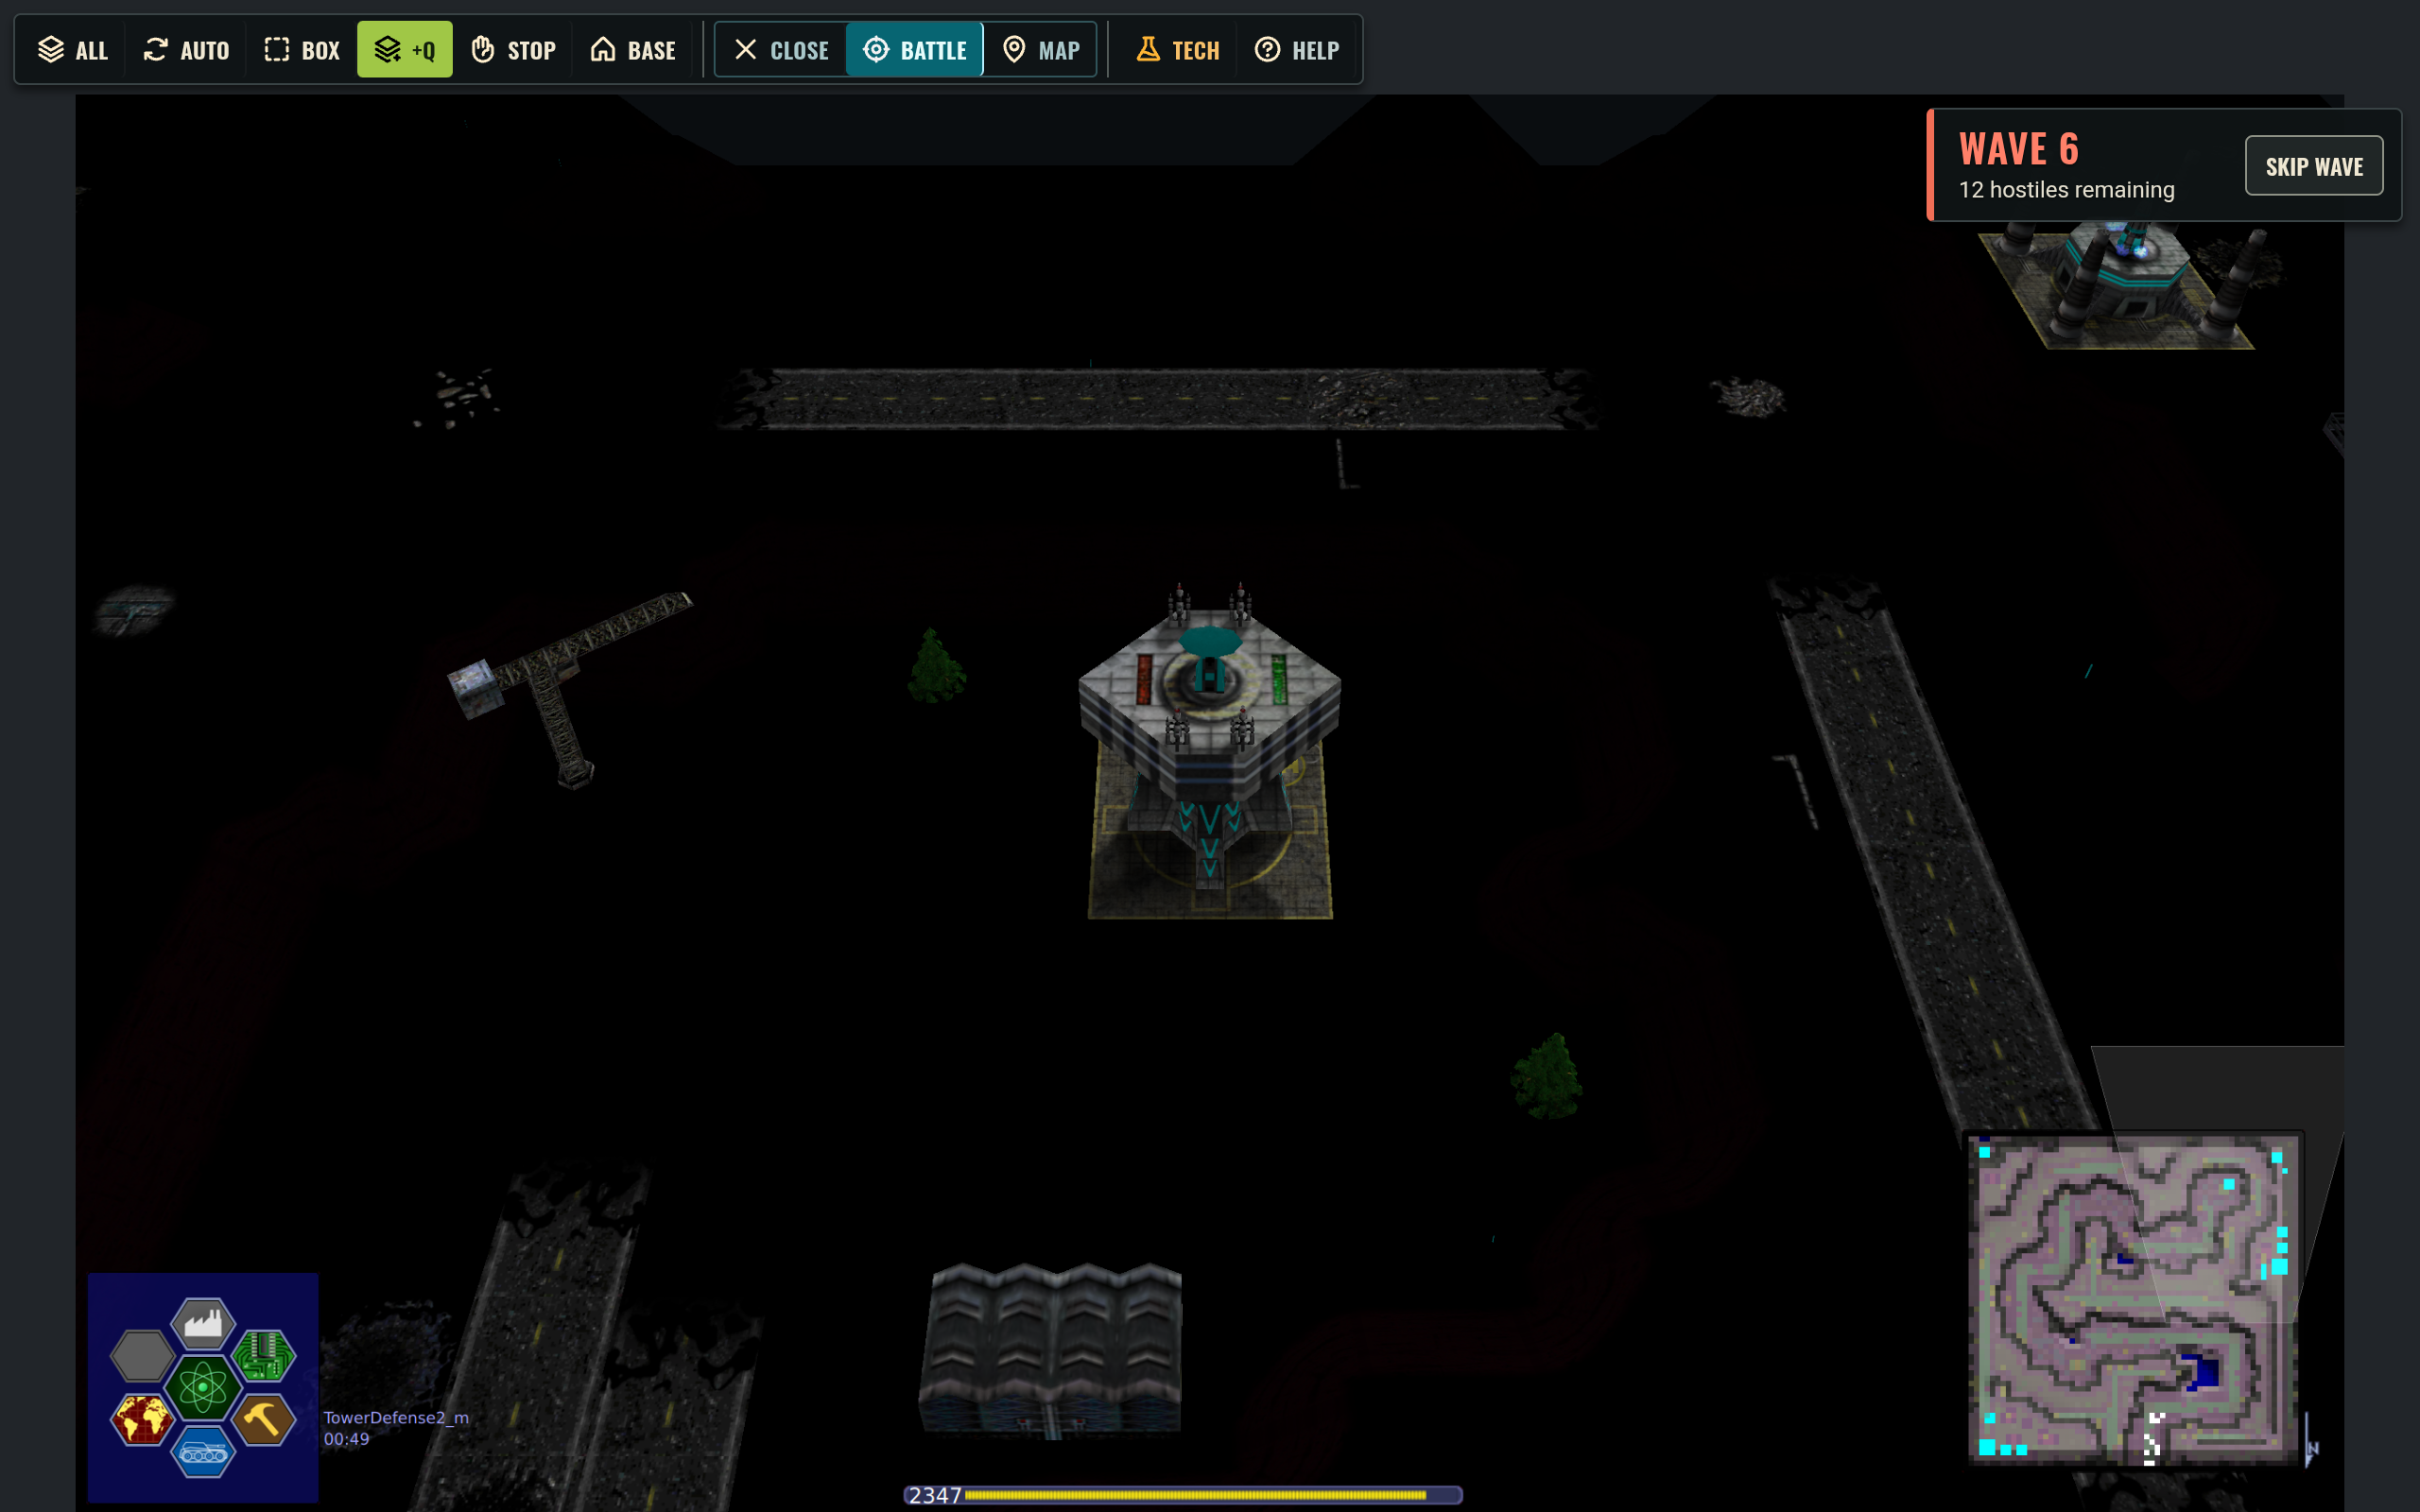 ALL AUTO BOX +Q STOP BASE CLOSE BATTLE MAP TECH HELP
WAVE 6
12 hostiles remaining
SKIP WAVE
TowerDefense2_m
00:49
2347
N